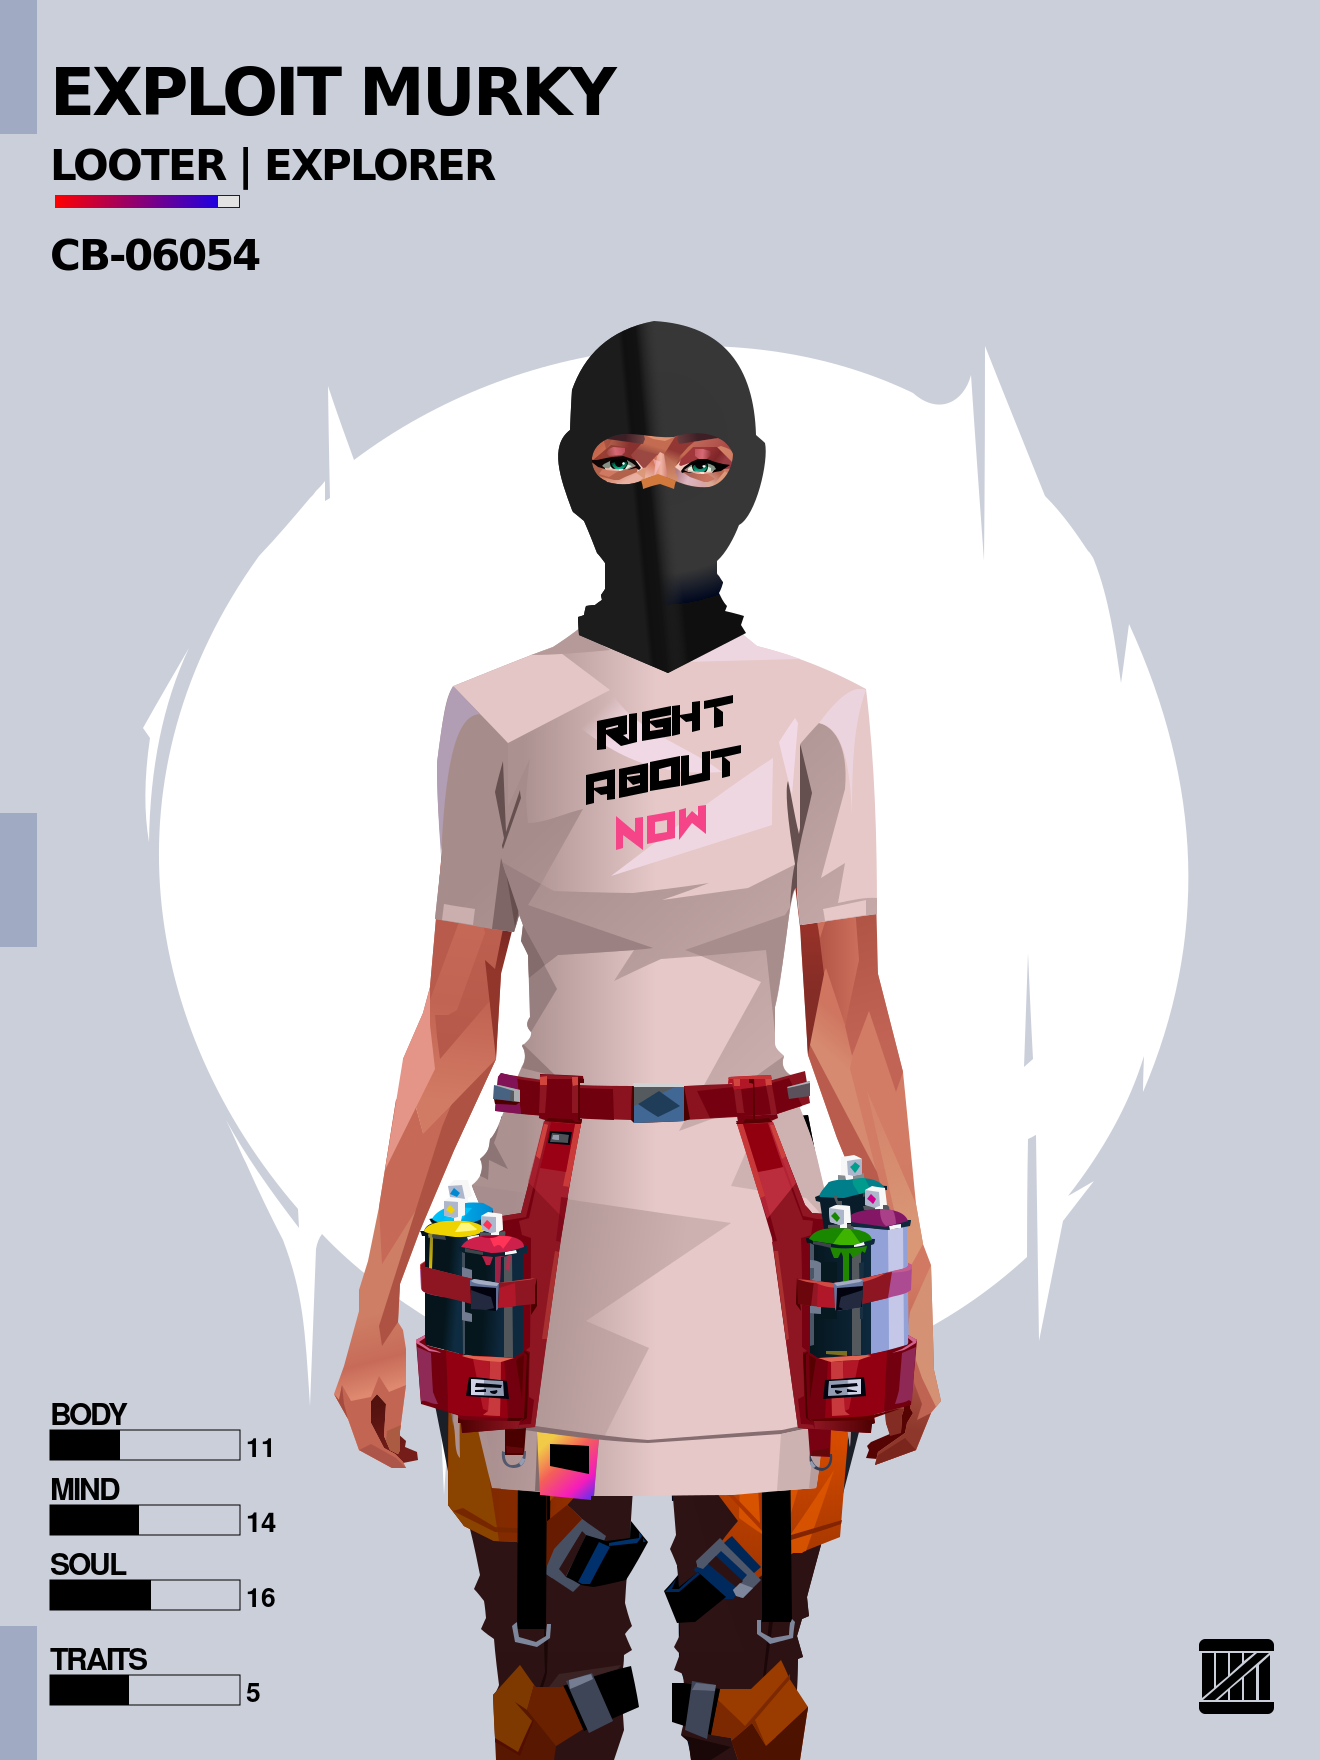 EXPLOIT MURKY
LOOTER | EXPLORER
CB-06054
RIGHT
ABOUT
NOW
BODY
11
MIND
14
SOUL
16
TRAITS
5